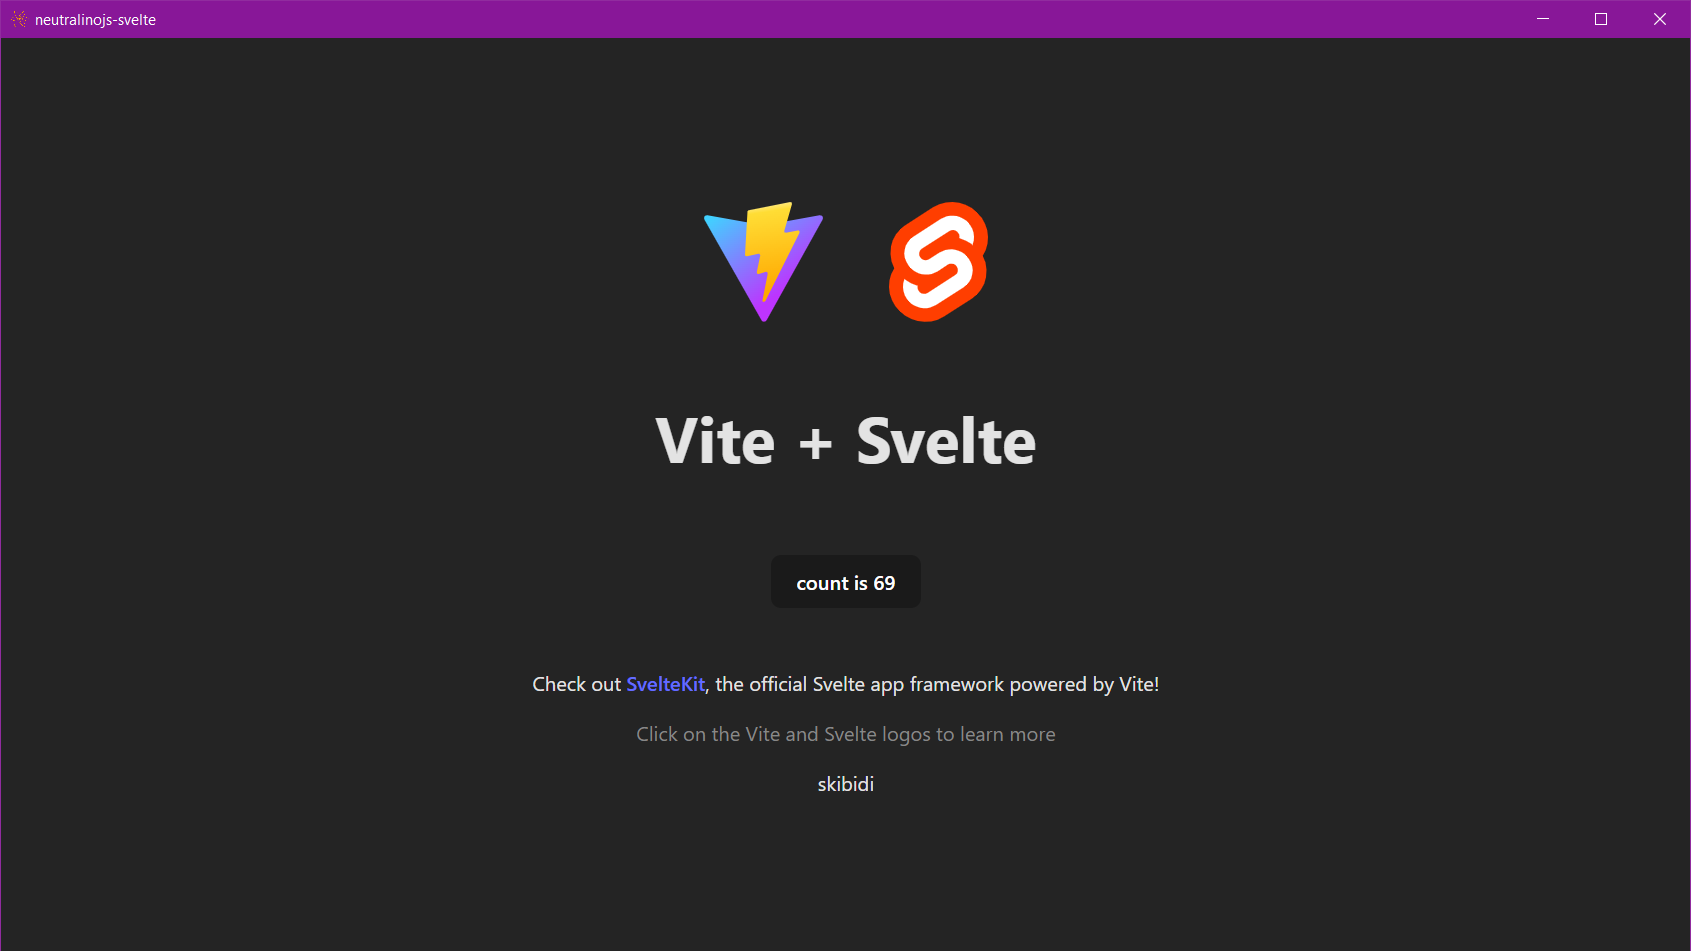 neutralinojs-svelte
Vite + Svelte
count is 69
Check out SvelteKit, the official Svelte app framework powered by Vite!
Click on the Vite and Svelte logos to learn more
skibidi